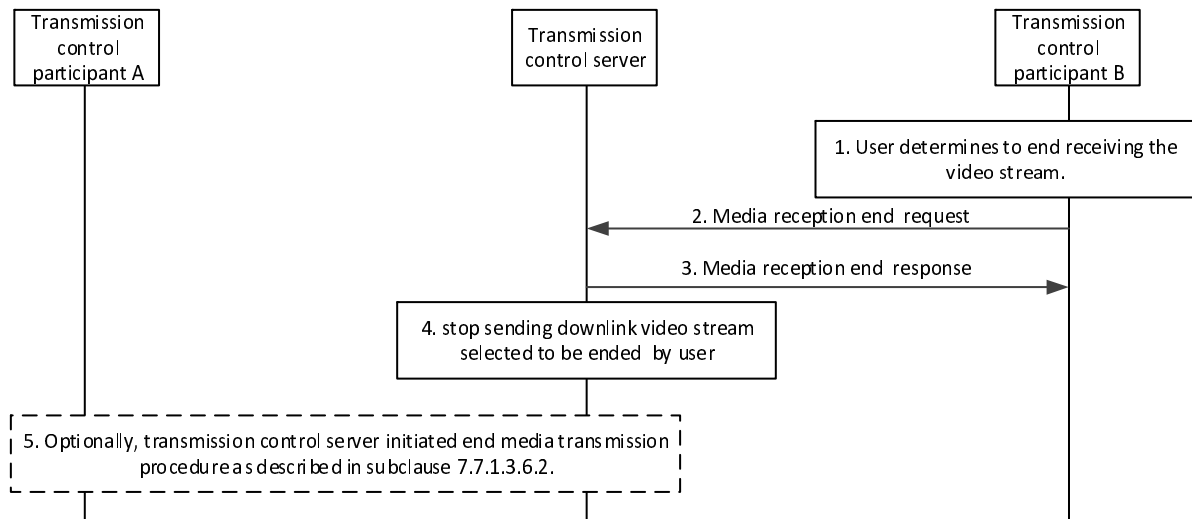 Transmission
control
participant A
Transmission
control server
Transmission
control
participant B
1. User determines to end receiving the
video stream.
2. Media reception end request
3. Media reception end response
4. stop sending downlink video stream
selected to be ended by user
5. Optionally, transmission control server initiated end media transmission
procedure as described in subclause 7.7.1.3.6.2.